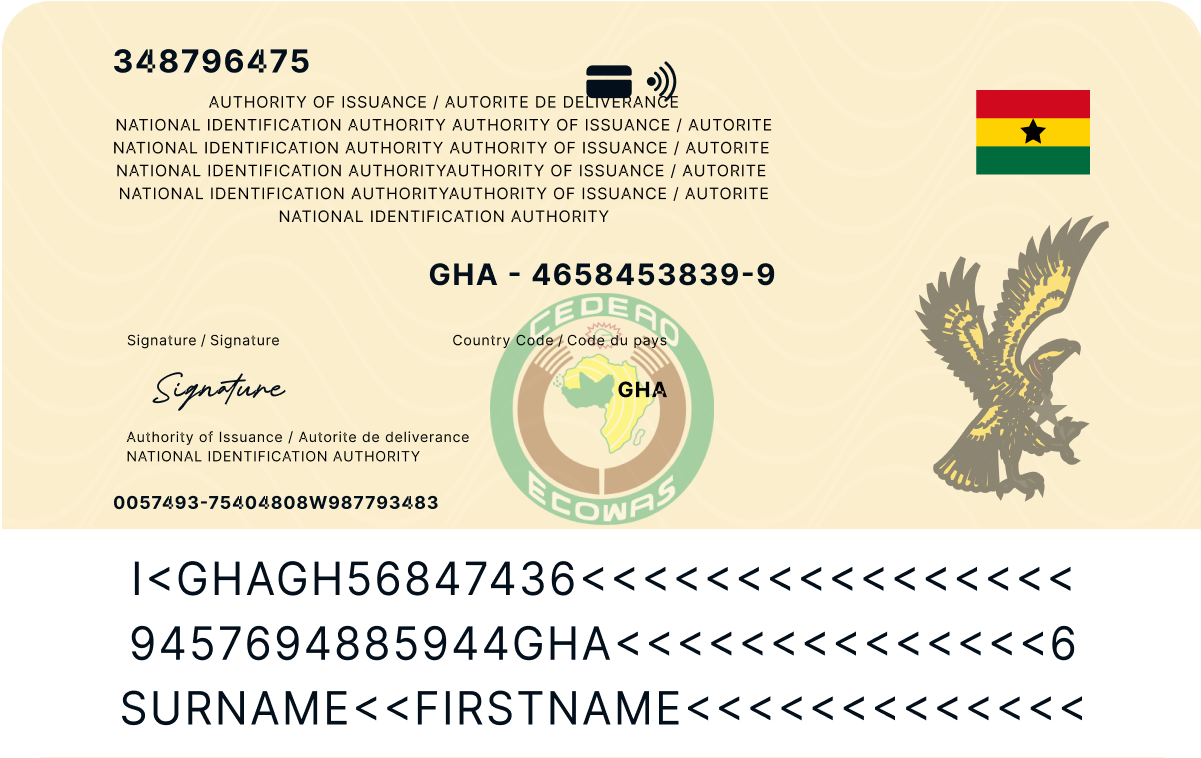 348796475
AUTHORITY OF ISSUANCE / AUTORITE DE DELIVERANCE
NATIONAL IDENTIFICATION AUTHORITY AUTHORITY OF ISSUANCE / AUTORITE
NATIONAL IDENTIFICATION AUTHORITY AUTHORITY OF ISSUANCE / AUTORITE
NATIONAL IDENTIFICATION AUTHORITYAUTHORITY OF ISSUANCE / AUTORITE
NATIONAL IDENTIFICATION AUTHORITYAUTHORITY OF ISSUANCE / AUTORITE
NATIONAL IDENTIFICATION AUTHORITY
GHA - 4658453839-9
CEDEAO
Signature / Signature
Country Code / Code du pays
Signature
GHA
Authority of Issuance / Autorite de deliverance
NATIONAL IDENTIFICATION AUTHORITY
ECOWAS
0057493-75404808W987793483
I<GHAGH56847436<<<<<<<<<<<<<<<<
9457694885944GHA<<<<<<<<<<<<<<6
SURNAME<<FIRSTNAME<<<<<<<<<<<<<